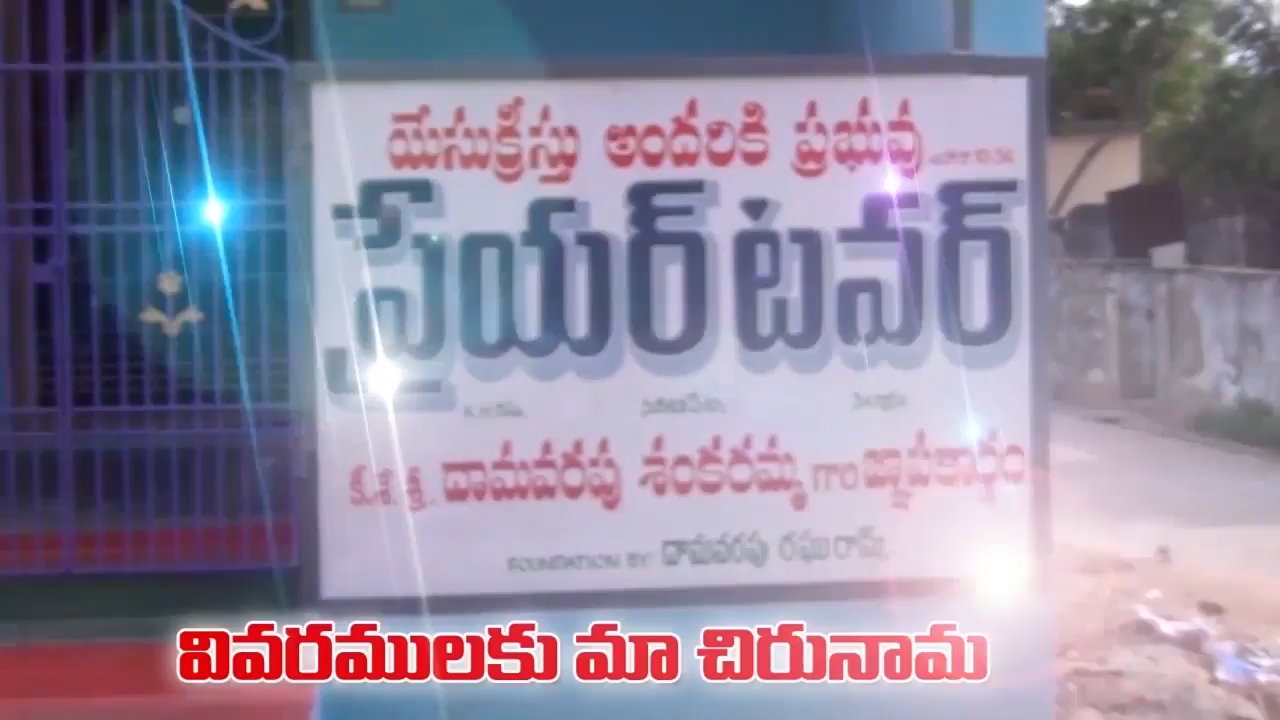 యేసుక్రీస్తు అందరికి ప్రభువు
ప్రేయర్ టవర్
కీ.శే.శ్రీ. దామవరపు శంకరమ్మ గారి జ్ఞాపకార్థం
FOUNDATION BY: దామవరపు రఘురామ్
వివరములకు మా చిరునామ